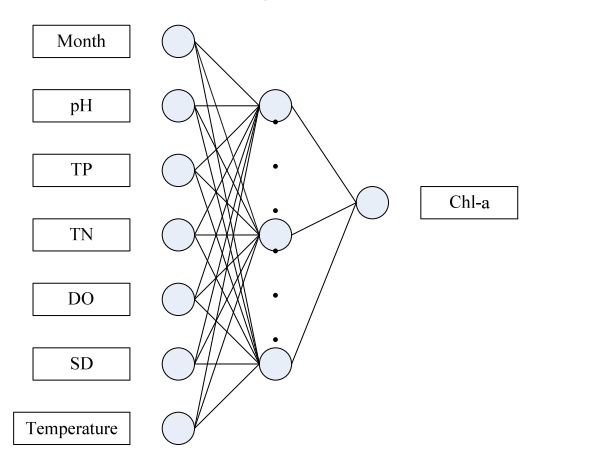 Month
pH
TP
TN
DO
SD
Temperature
Chl-a